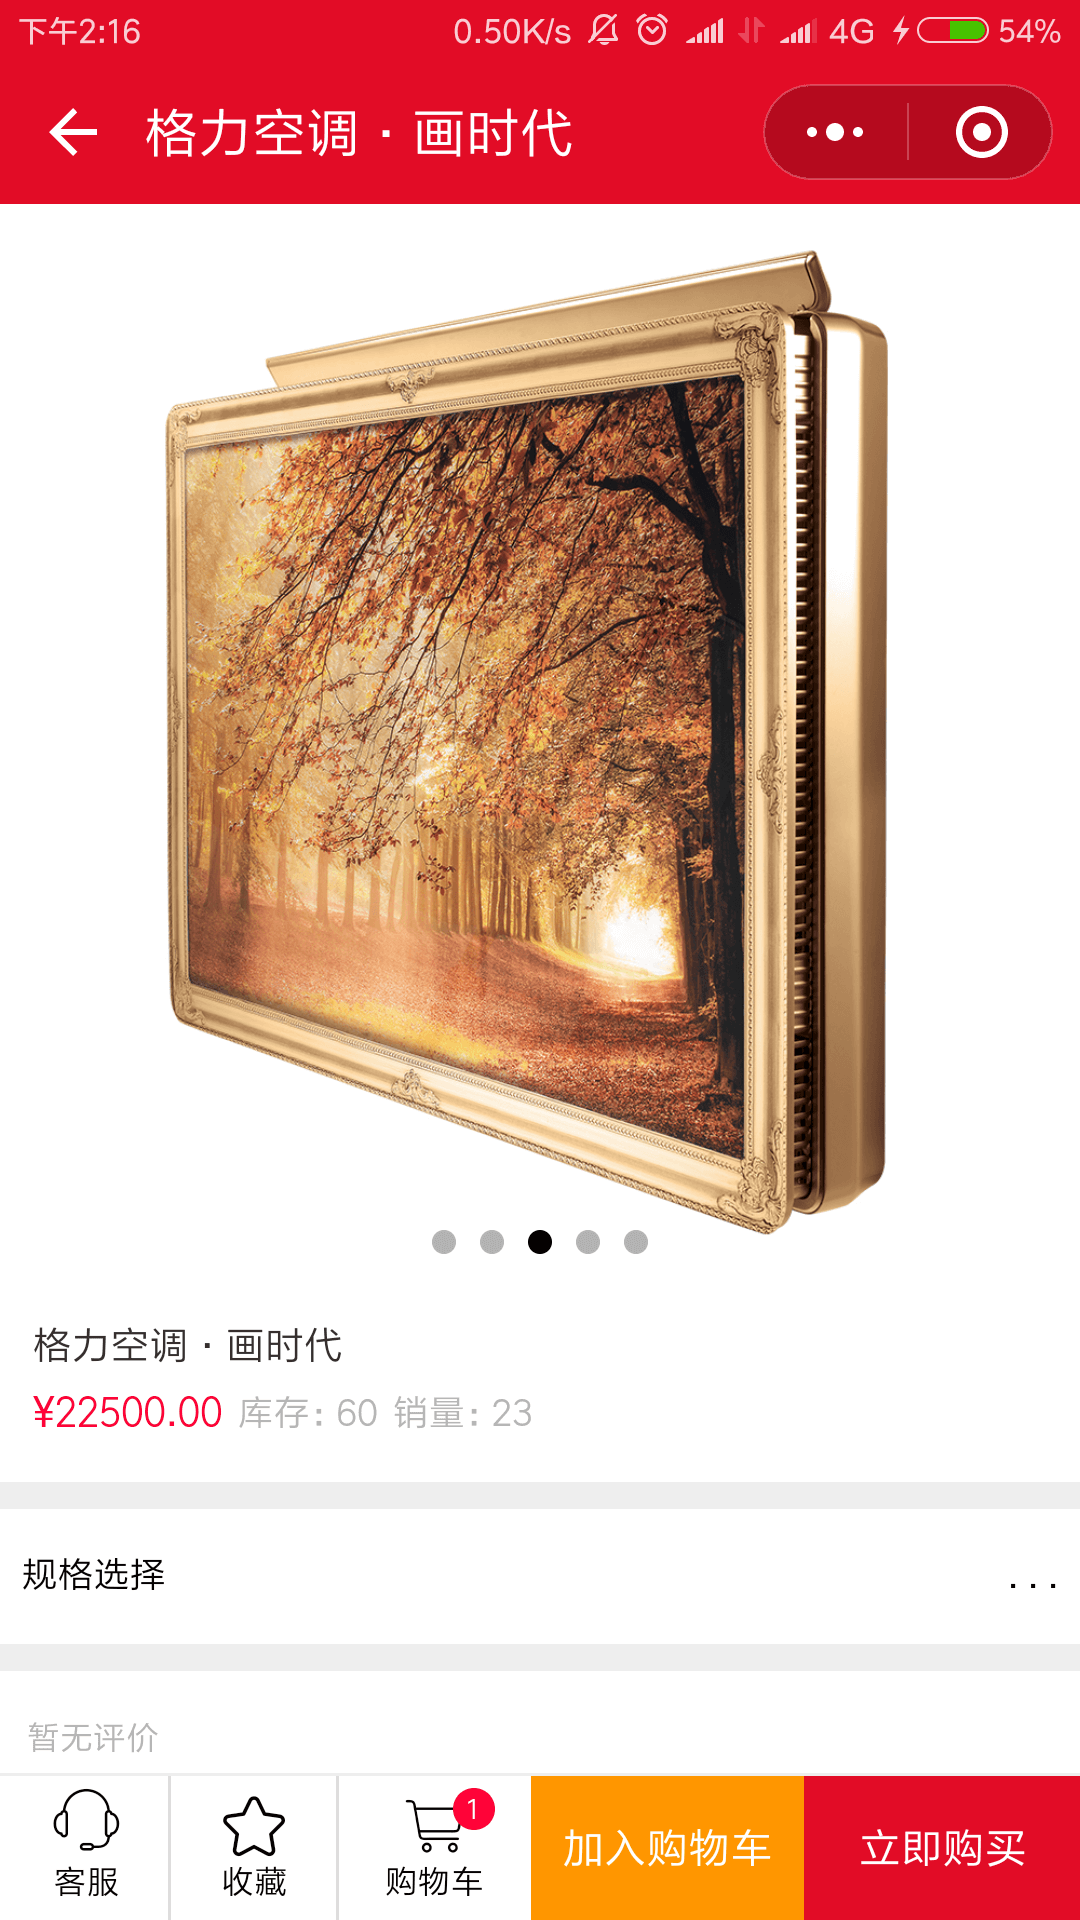 下午2:16 0.50K/s 4G 54%
格力空调 · 画时代
格力空调 · 画时代
¥22500.00 库存: 60 销量: 23
规格选择 ...
暂无评价
1
客服 收藏 购物车 加入购物车 立即购买